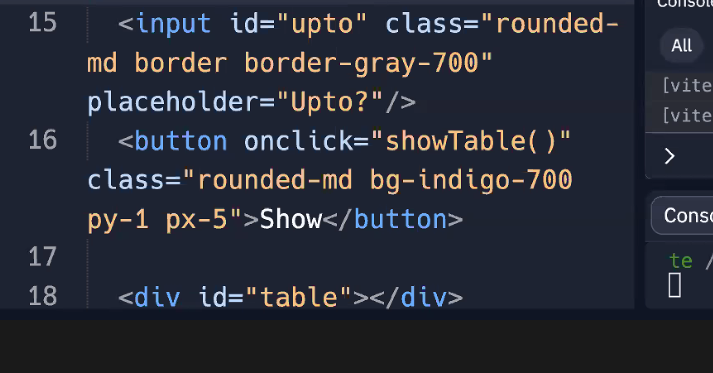 15 <input id="upto" class="rounded-
md border border-gray-700"
placeholder="Upto?"/>
16 <button onclick="showTable()"
class="rounded-md bg-indigo-700
py-1 px-5">Show</button>
17
18 <div id="table"></div>
Console
All
[vite
[vite
>
Conso
te /